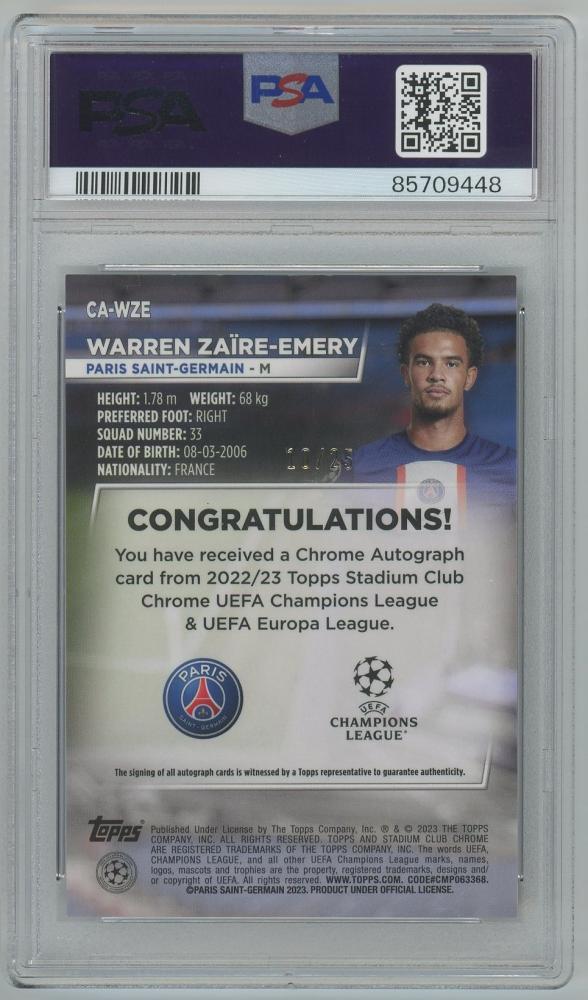 PSA
PSA
85709448
CA-WZE
WARREN ZAÏRE-EMERY
PARIS SAINT-GERMAIN - M
HEIGHT: 1.78 m WEIGHT: 68 kg
PREFERRED FOOT: RIGHT
SQUAD NUMBER: 33
DATE OF BIRTH: 08-03-2006
NATIONALITY: FRANCE
/25
CONGRATULATIONS!
You have received a Chrome Autograph
card from 2022/23 Topps Stadium Club
Chrome UEFA Champions League
& UEFA Europa League.
PARIS
SAINT-GERMAIN
UEFA
CHAMPIONS
LEAGUE®
The signing of all autograph cards is witnessed by a Topps representative to guarantee authenticity.
Topps
Published Under License by The Topps Company, Inc. ® & © 2023 THE TOPPS
COMPANY, INC. ALL RIGHTS RESERVED. TOPPS AND STADIUM CLUB CHROME
ARE REGISTERED TRADEMARKS OF THE TOPPS COMPANY, INC. The words UEFA,
CHAMPIONS LEAGUE, and all other UEFA Champions League marks, names,
logos, mascots and trophies are the property, registered trademarks, designs and/
or copyright of UEFA. All rights reserved. WWW.TOPPS.COM. CODE#CMP063368.
©PARIS SAINT-GERMAIN 2023. PRODUCT UNDER OFFICIAL LICENSE.